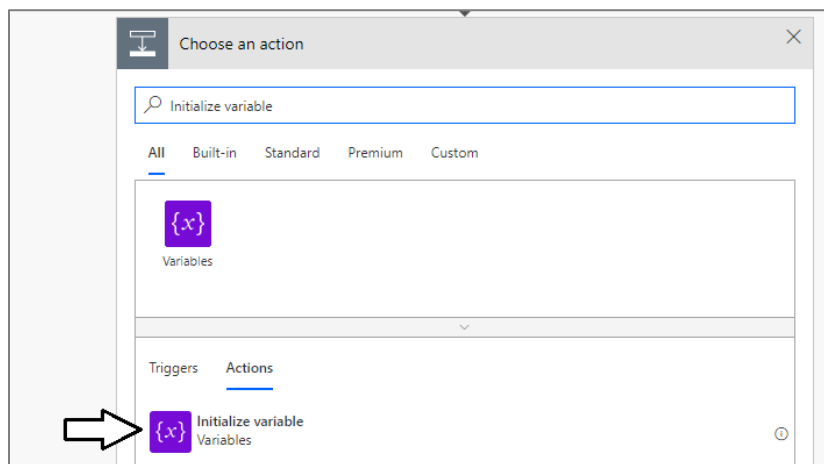 Choose an action
Initialize variable
All Built-in Standard Premium Custom
{x}
Variables
Triggers Actions
{x} Initialize variable
Variables